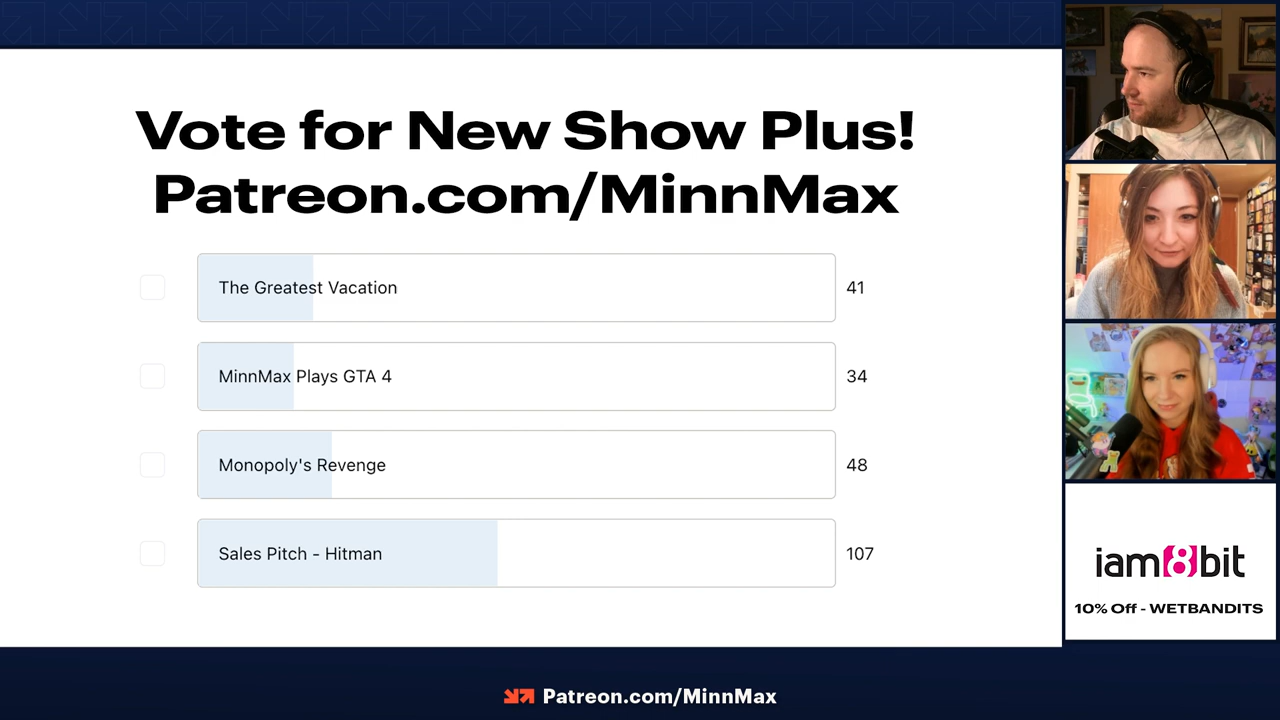 Vote for New Show Plus!
Patreon.com/MinnMax
The Greatest Vacation 41
MinnMax Plays GTA 4 34
Monopoly's Revenge 48
Sales Pitch - Hitman 107
iam8bit
10% Off - WETBANDITS
Patreon.com/MinnMax